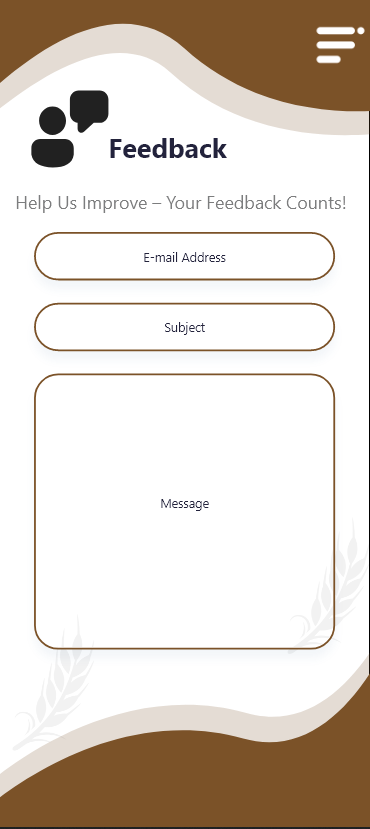 Feedback
Help Us Improve – Your Feedback Counts!
E-mail Address
Subject
Message